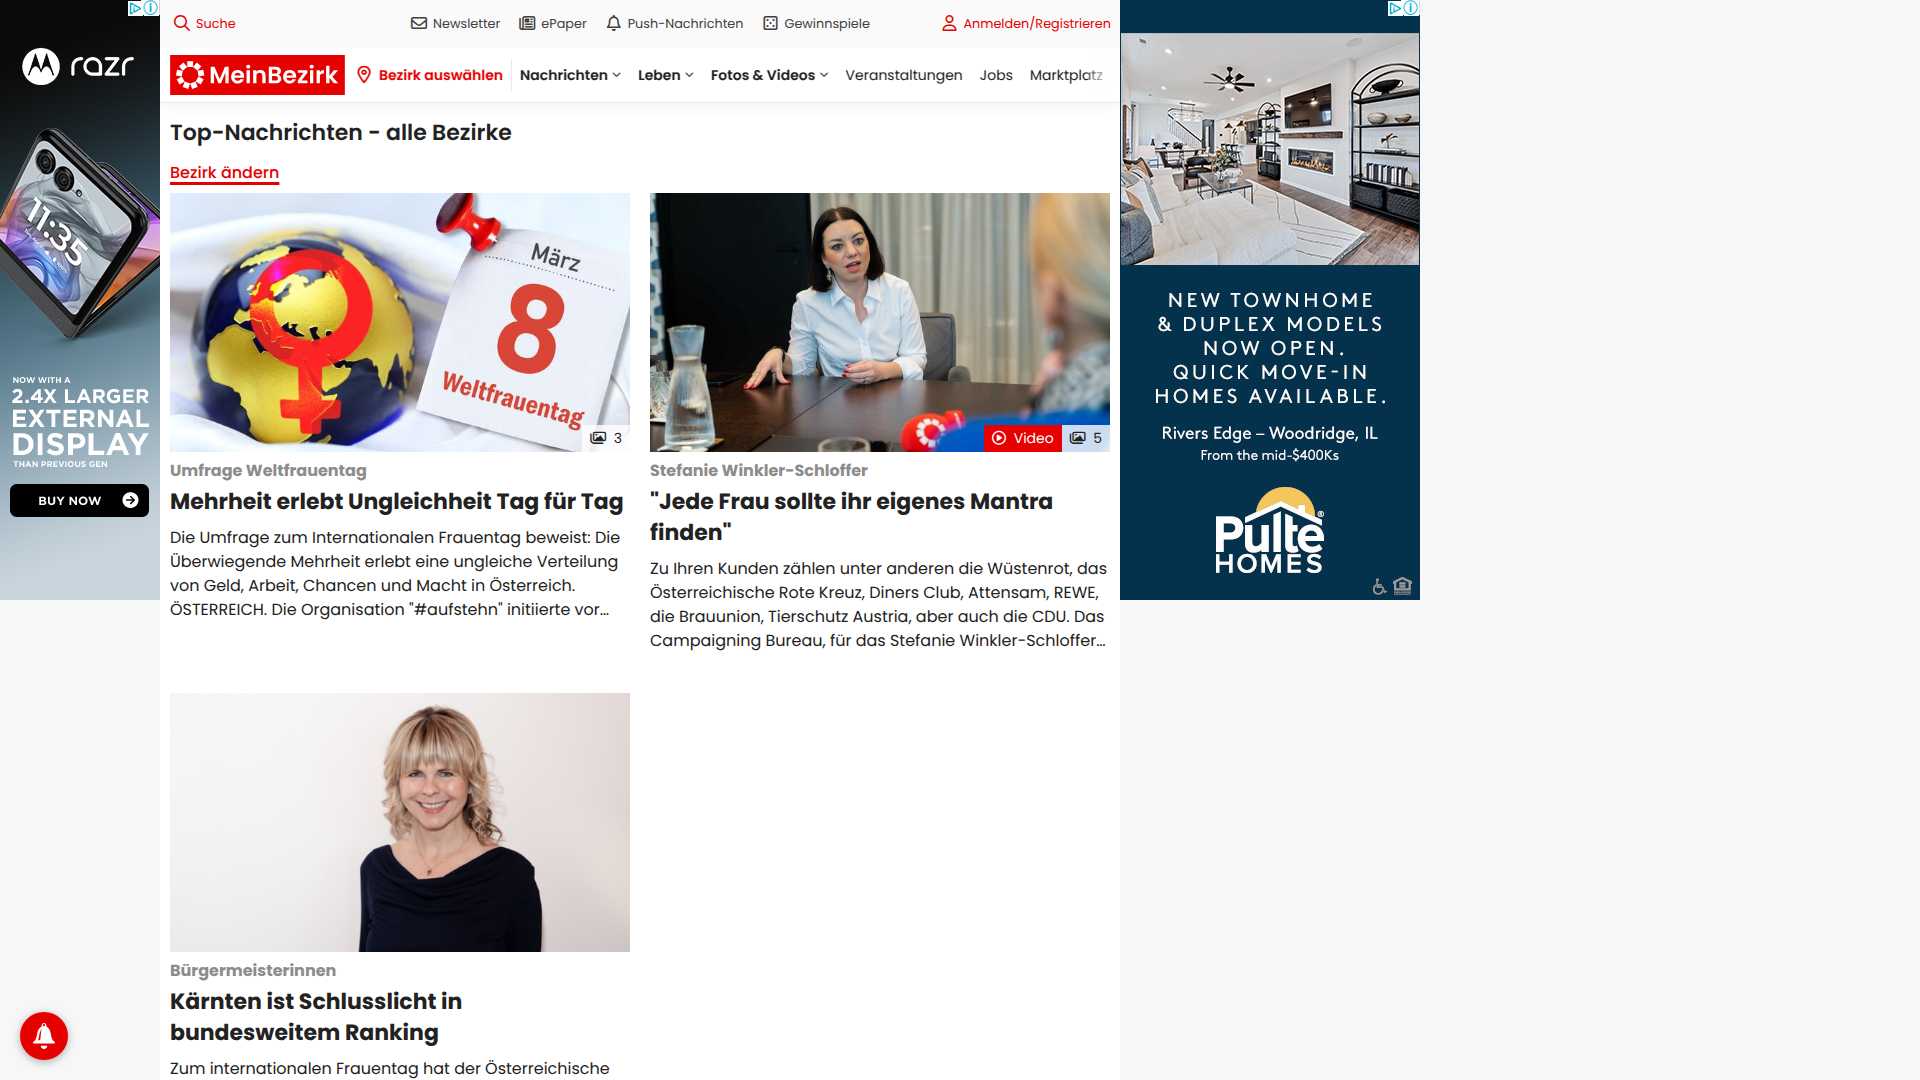 Suche
Newsletter
ePaper
Push-Nachrichten
Gewinnspiele
Anmelden/Registrieren
MeinBezirk
Bezirk auswählen
Nachrichten
Leben
Fotos & Videos
Veranstaltungen
Jobs
Marktplatz
razr
11:35
NOW WITH A
2.4X LARGER
EXTERNAL
DISPLAY
THAN PREVIOUS GEN
BUY NOW
Top-Nachrichten - alle Bezirke
Bezirk ändern
März
8
Weltfrauentag
3
Umfrage Weltfrauentag
Mehrheit erlebt Ungleichheit Tag für Tag
Die Umfrage zum Internationalen Frauentag beweist: Die
Überwiegende Mehrheit erlebt eine ungleiche Verteilung
von Geld, Arbeit, Chancen und Macht in Österreich.
ÖSTERREICH. Die Organisation "#aufstehn" initiierte vor...
Video
5
Stefanie Winkler-Schloffer
"Jede Frau sollte ihr eigenes Mantra
finden"
Zu Ihren Kunden zählen unter anderen die Wüstenrot, das
Österreichische Rote Kreuz, Diners Club, Attensam, REWE,
die Brauunion, Tierschutz Austria, aber auch die CDU. Das
Campaigning Bureau, für das Stefanie Winkler-Schloffer...
Bürgermeisterinnen
Kärnten ist Schlusslicht in
bundesweitem Ranking
Zum internationalen Frauentag hat der Österreichische
NEW TOWNHOME
& DUPLEX MODELS
NOW OPEN.
QUICK MOVE-IN
HOMES AVAILABLE.
Rivers Edge – Woodridge, IL
From the mid-$400Ks
Pulte®
HOMES